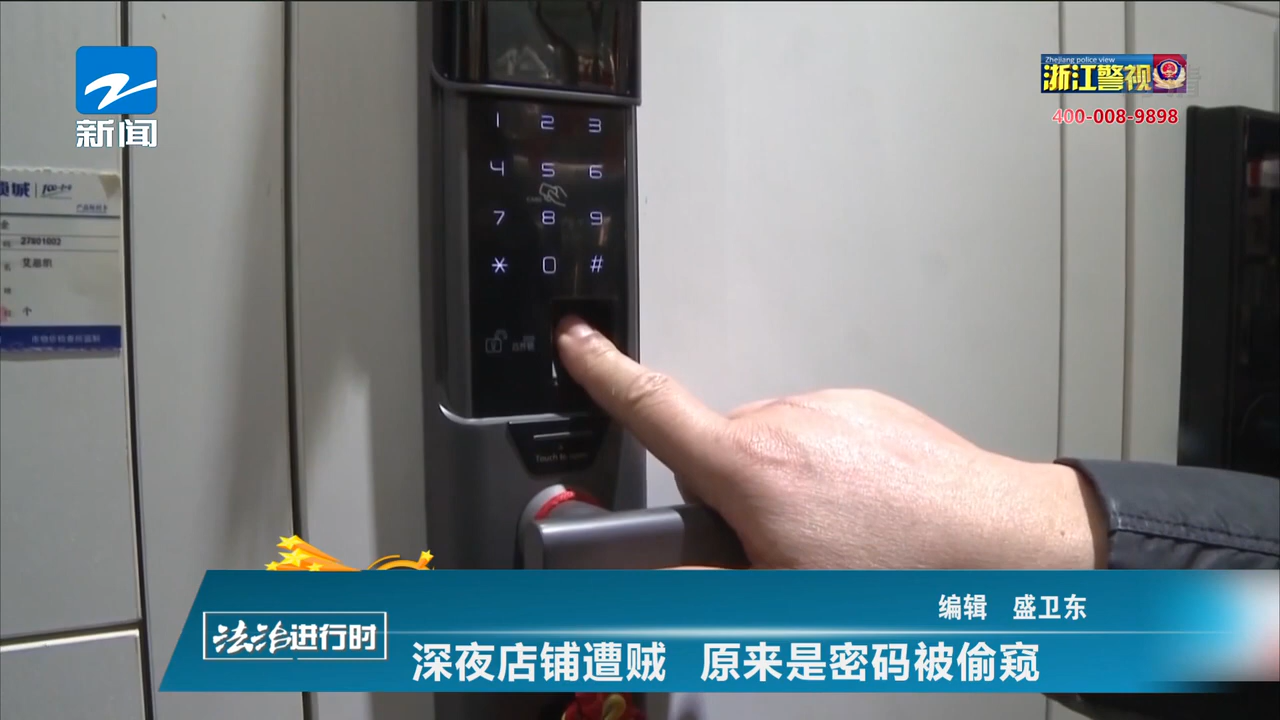 新闻
Zhejiang police view
浙江警视
400-008-9898
1 2 3
4 5 6
7 8 9
* 0 #
27801002
个
Touch to
编辑 盛卫东
法治进行时
深夜店铺遭贼 原来是密码被偷窥